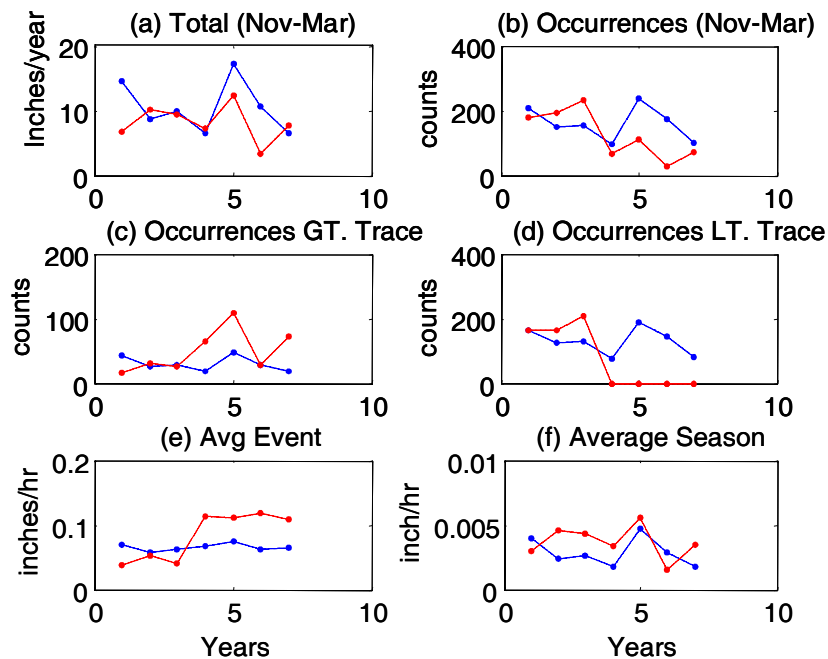 (a) Total (Nov-Mar)
(b) Occurrences (Nov-Mar)
Inches/year
20
10
0
0
5
10
counts
400
200
0
0
5
10
(c) Occurrences GT. Trace
(d) Occurrences LT. Trace
counts
200
100
0
0
5
10
counts
400
200
0
0
5
10
(e) Avg Event
(f) Average Season
inches/hr
0.2
0.1
0
0
5
10
Years
inch/hr
0.01
0.005
0
0
5
10
Years